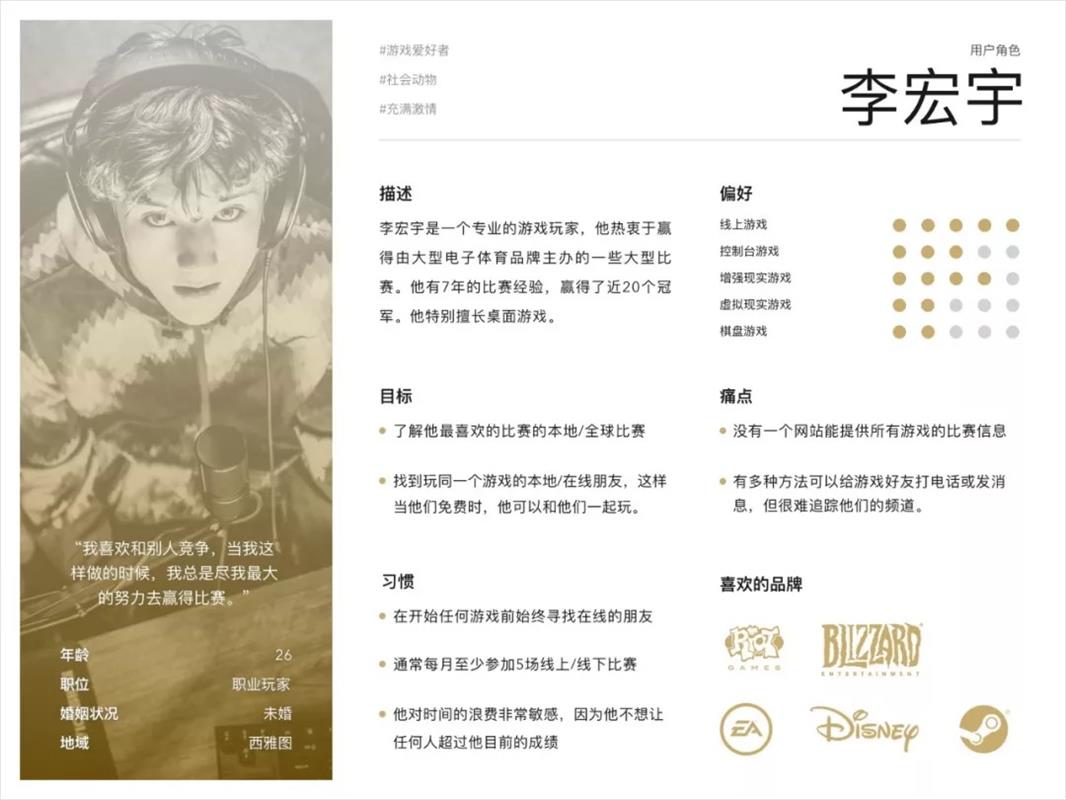 #游戏爱好者
#社会动物
#充满激情
用户角色
李宏宇
描述
李宏宇是一个专业的游戏玩家，他热衷于赢
得由大型电子体育品牌主办的一些大型比
赛。他有7年的比赛经验，赢得了近20个冠
军。他特别擅长桌面游戏。
偏好
线上游戏
控制台游戏
增强现实游戏
虚拟现实游戏
棋盘游戏
目标
了解他最喜欢的比赛的本地/全球比赛
找到玩同一个游戏的本地/在线朋友，这样
当他们免费时，他可以和他们一起玩。
痛点
没有一个网站能提供所有游戏的比赛信息
有多种方法可以给游戏好友打电话或发消
息，但很难追踪他们的频道。
习惯
在开始任何游戏前始终寻找在线的朋友
通常每月至少参加5场线上/线下比赛
他对时间的浪费非常敏感，因为他不想让
任何人超过他目前的成绩
喜欢的品牌
RIOT
GAMES
BLIZZARD
ENTERTAINMENT
EA
Disney
“我喜欢和别人竞争，当我这
样做的时候，我总是尽我最大
的努力去赢得比赛。”
年龄 26
职位 职业玩家
婚姻状况 未婚
地域 西雅图